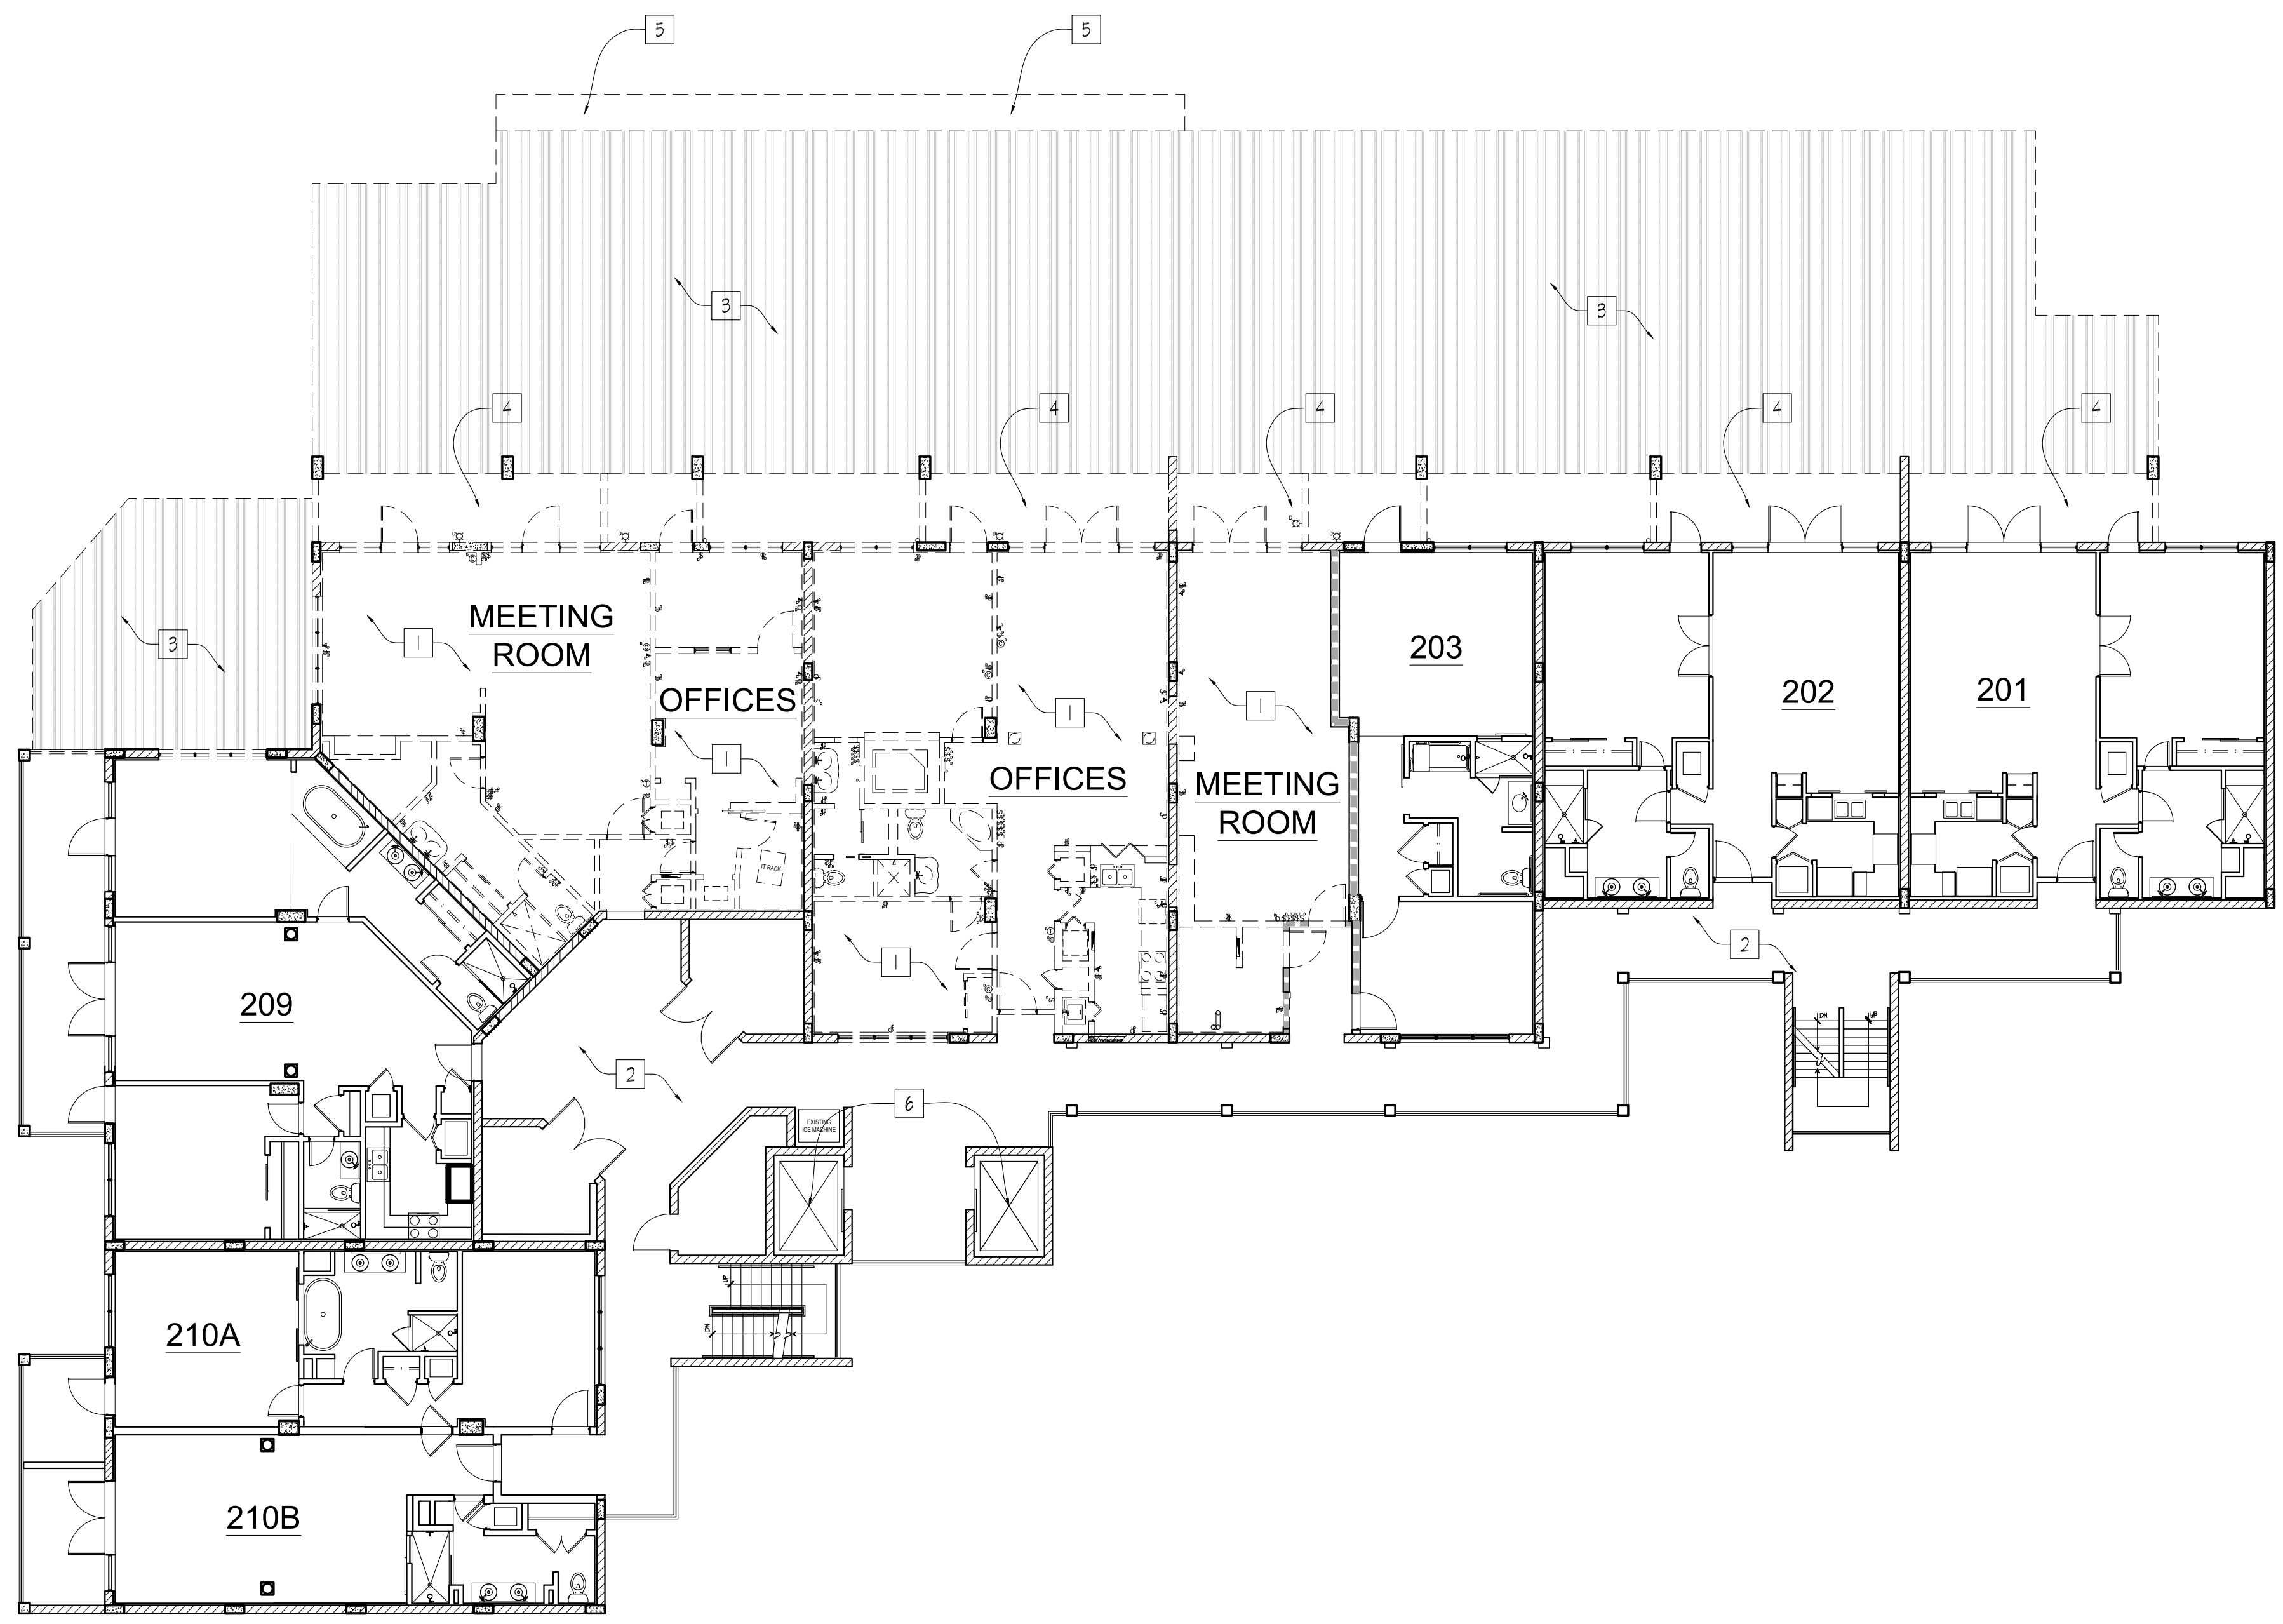 5
5
3
3
4
4
4
4
4
MEETING
ROOM
1
3
OFFICES
1
1
1
203
202
201
OFFICES
MEETING
ROOM
IT RACK
1
2
209
DN
UP
2
6
EXISTING
ICE MACHINE
UP
DN
210A
210B